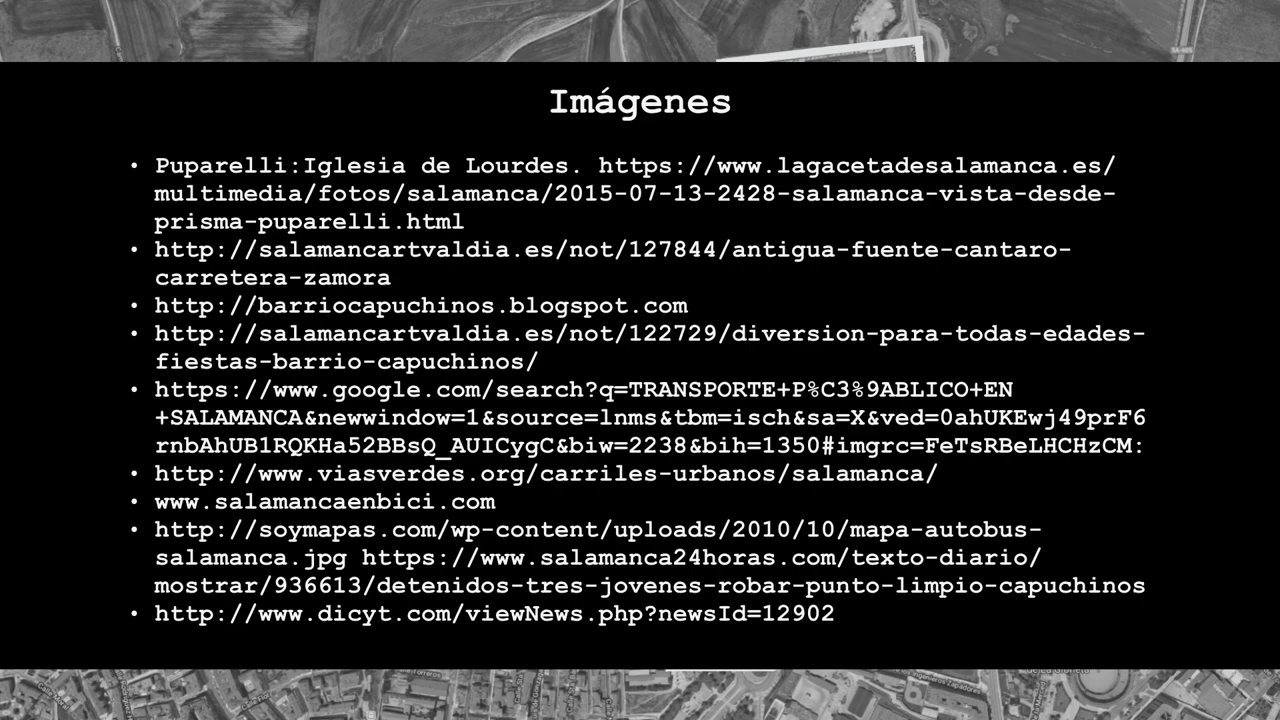 SA-605
Imágenes
• Puparelli:Iglesia de Lourdes. https://www.lagacetadesalamanca.es/
multimedia/fotos/salamanca/2015-07-13-2428-salamanca-vista-desde-
prisma-puparelli.html
• http://salamancartvaldia.es/not/127844/antigua-fuente-cantaro-
carretera-zamora
• http://barriocapuchinos.blogspot.com
• http://salamancartvaldia.es/not/122729/diversion-para-todas-edades-
fiestas-barrio-capuchinos/
• https://www.google.com/search?q=TRANSPORTE+P%C3%9ABLICO+EN
+SALAMANCA&newwindow=1&source=lnms&tbm=isch&sa=X&ved=0ahUKEwj49prF6
rnbAhUB1RQKHa52BBsQ_AUICygC&biw=2238&bih=1350#imgrc=FeTsRBeLHCHzCM:
• http://www.viasverdes.org/carriles-urbanos/salamanca/
• www.salamancaenbici.com
• http://soymapas.com/wp-content/uploads/2010/10/mapa-autobus-
salamanca.jpg https://www.salamanca24horas.com/texto-diario/
mostrar/936613/detenidos-tres-jovenes-robar-punto-limpio-capuchinos
• http://www.dicyt.com/viewNews.php?newsId=12902